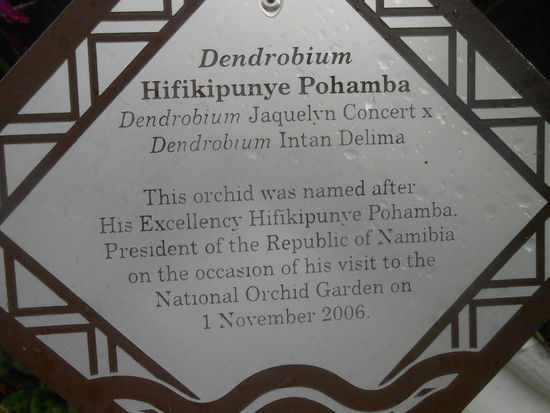 Dendrobium
Hifikipunye Pohamba
Dendrobium Jaquelyn Concert x
Dendrobium Intan Delima
This orchid was named after
His Excellency Hifikipunye Pohamba.
President of the Republic of Namibia
on the occasion of his visit to the
National Orchid Garden on
1 November 2006.